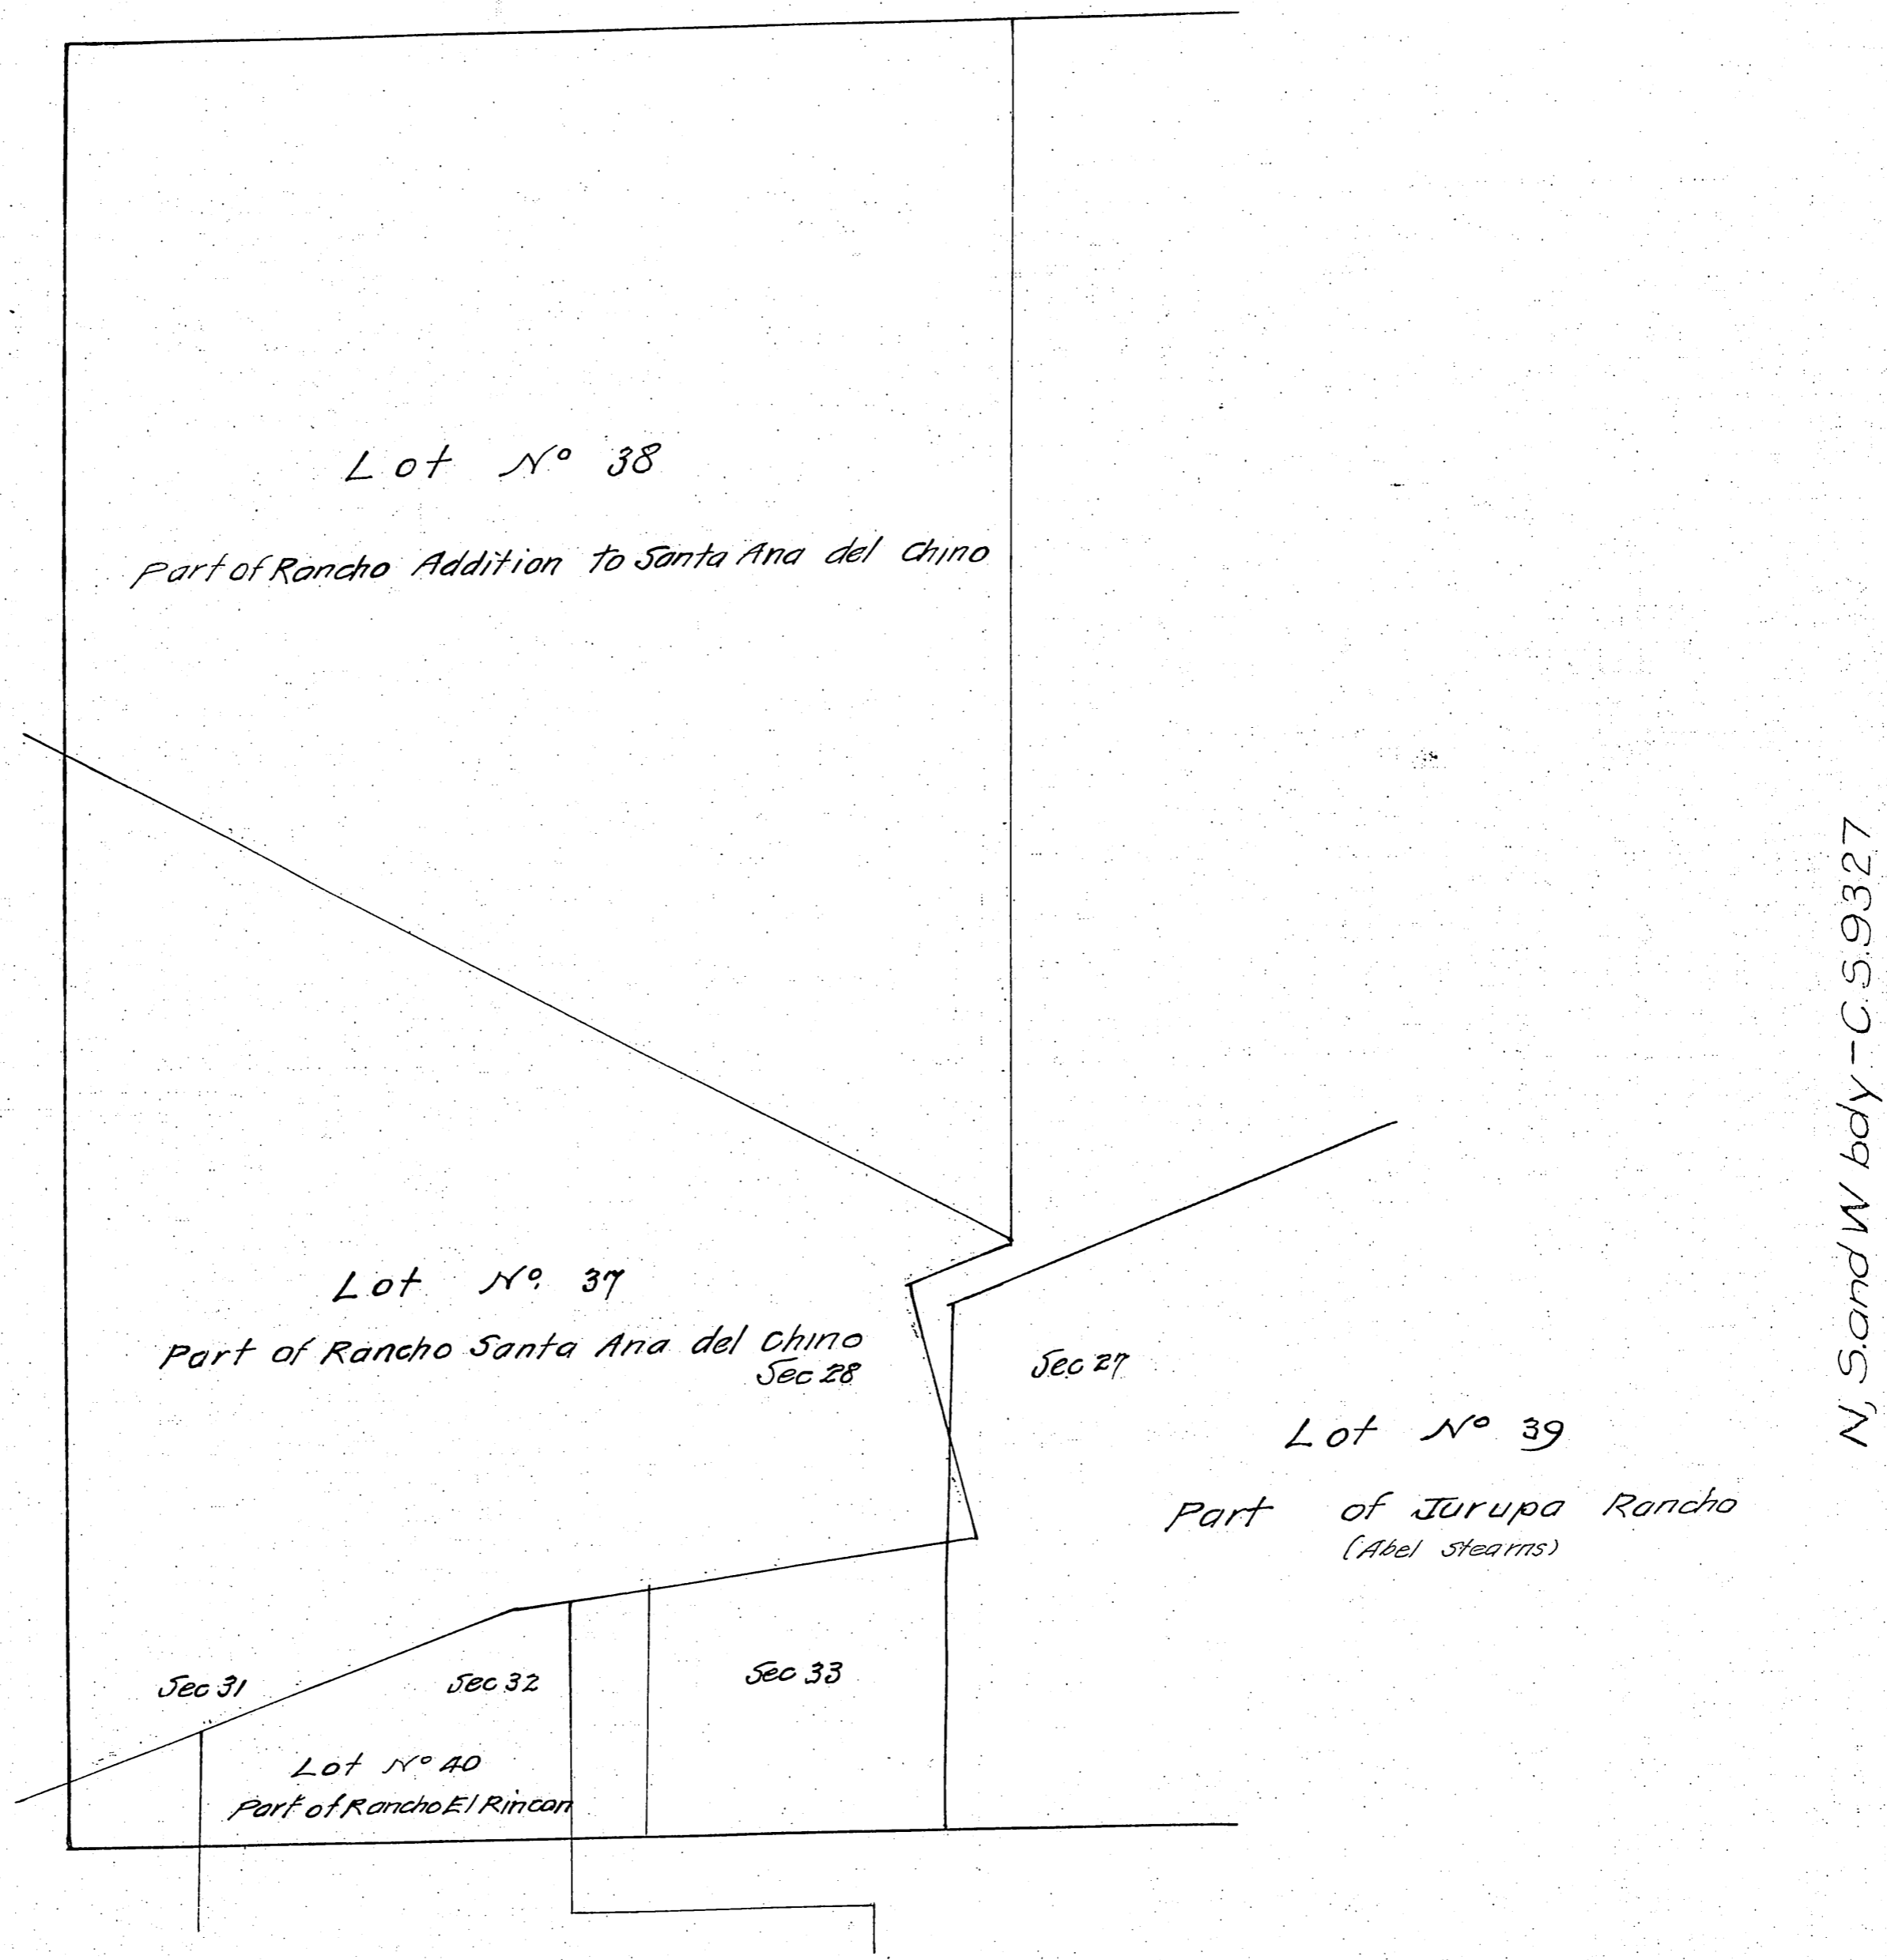 Lot No 38
Part of Rancho Addition to Santa Ana del Chino
Lot No. 37
Part of Rancho Santa Ana del Chino
Sec 28
Sec 27
Lot No 39
Part of Jurupa Rancho
(Abel Stearns)
Sec 31
Sec 32
Sec 33
Lot No 40
Part of Rancho El Rincon
N, S. and W bdy - C.S. 9327